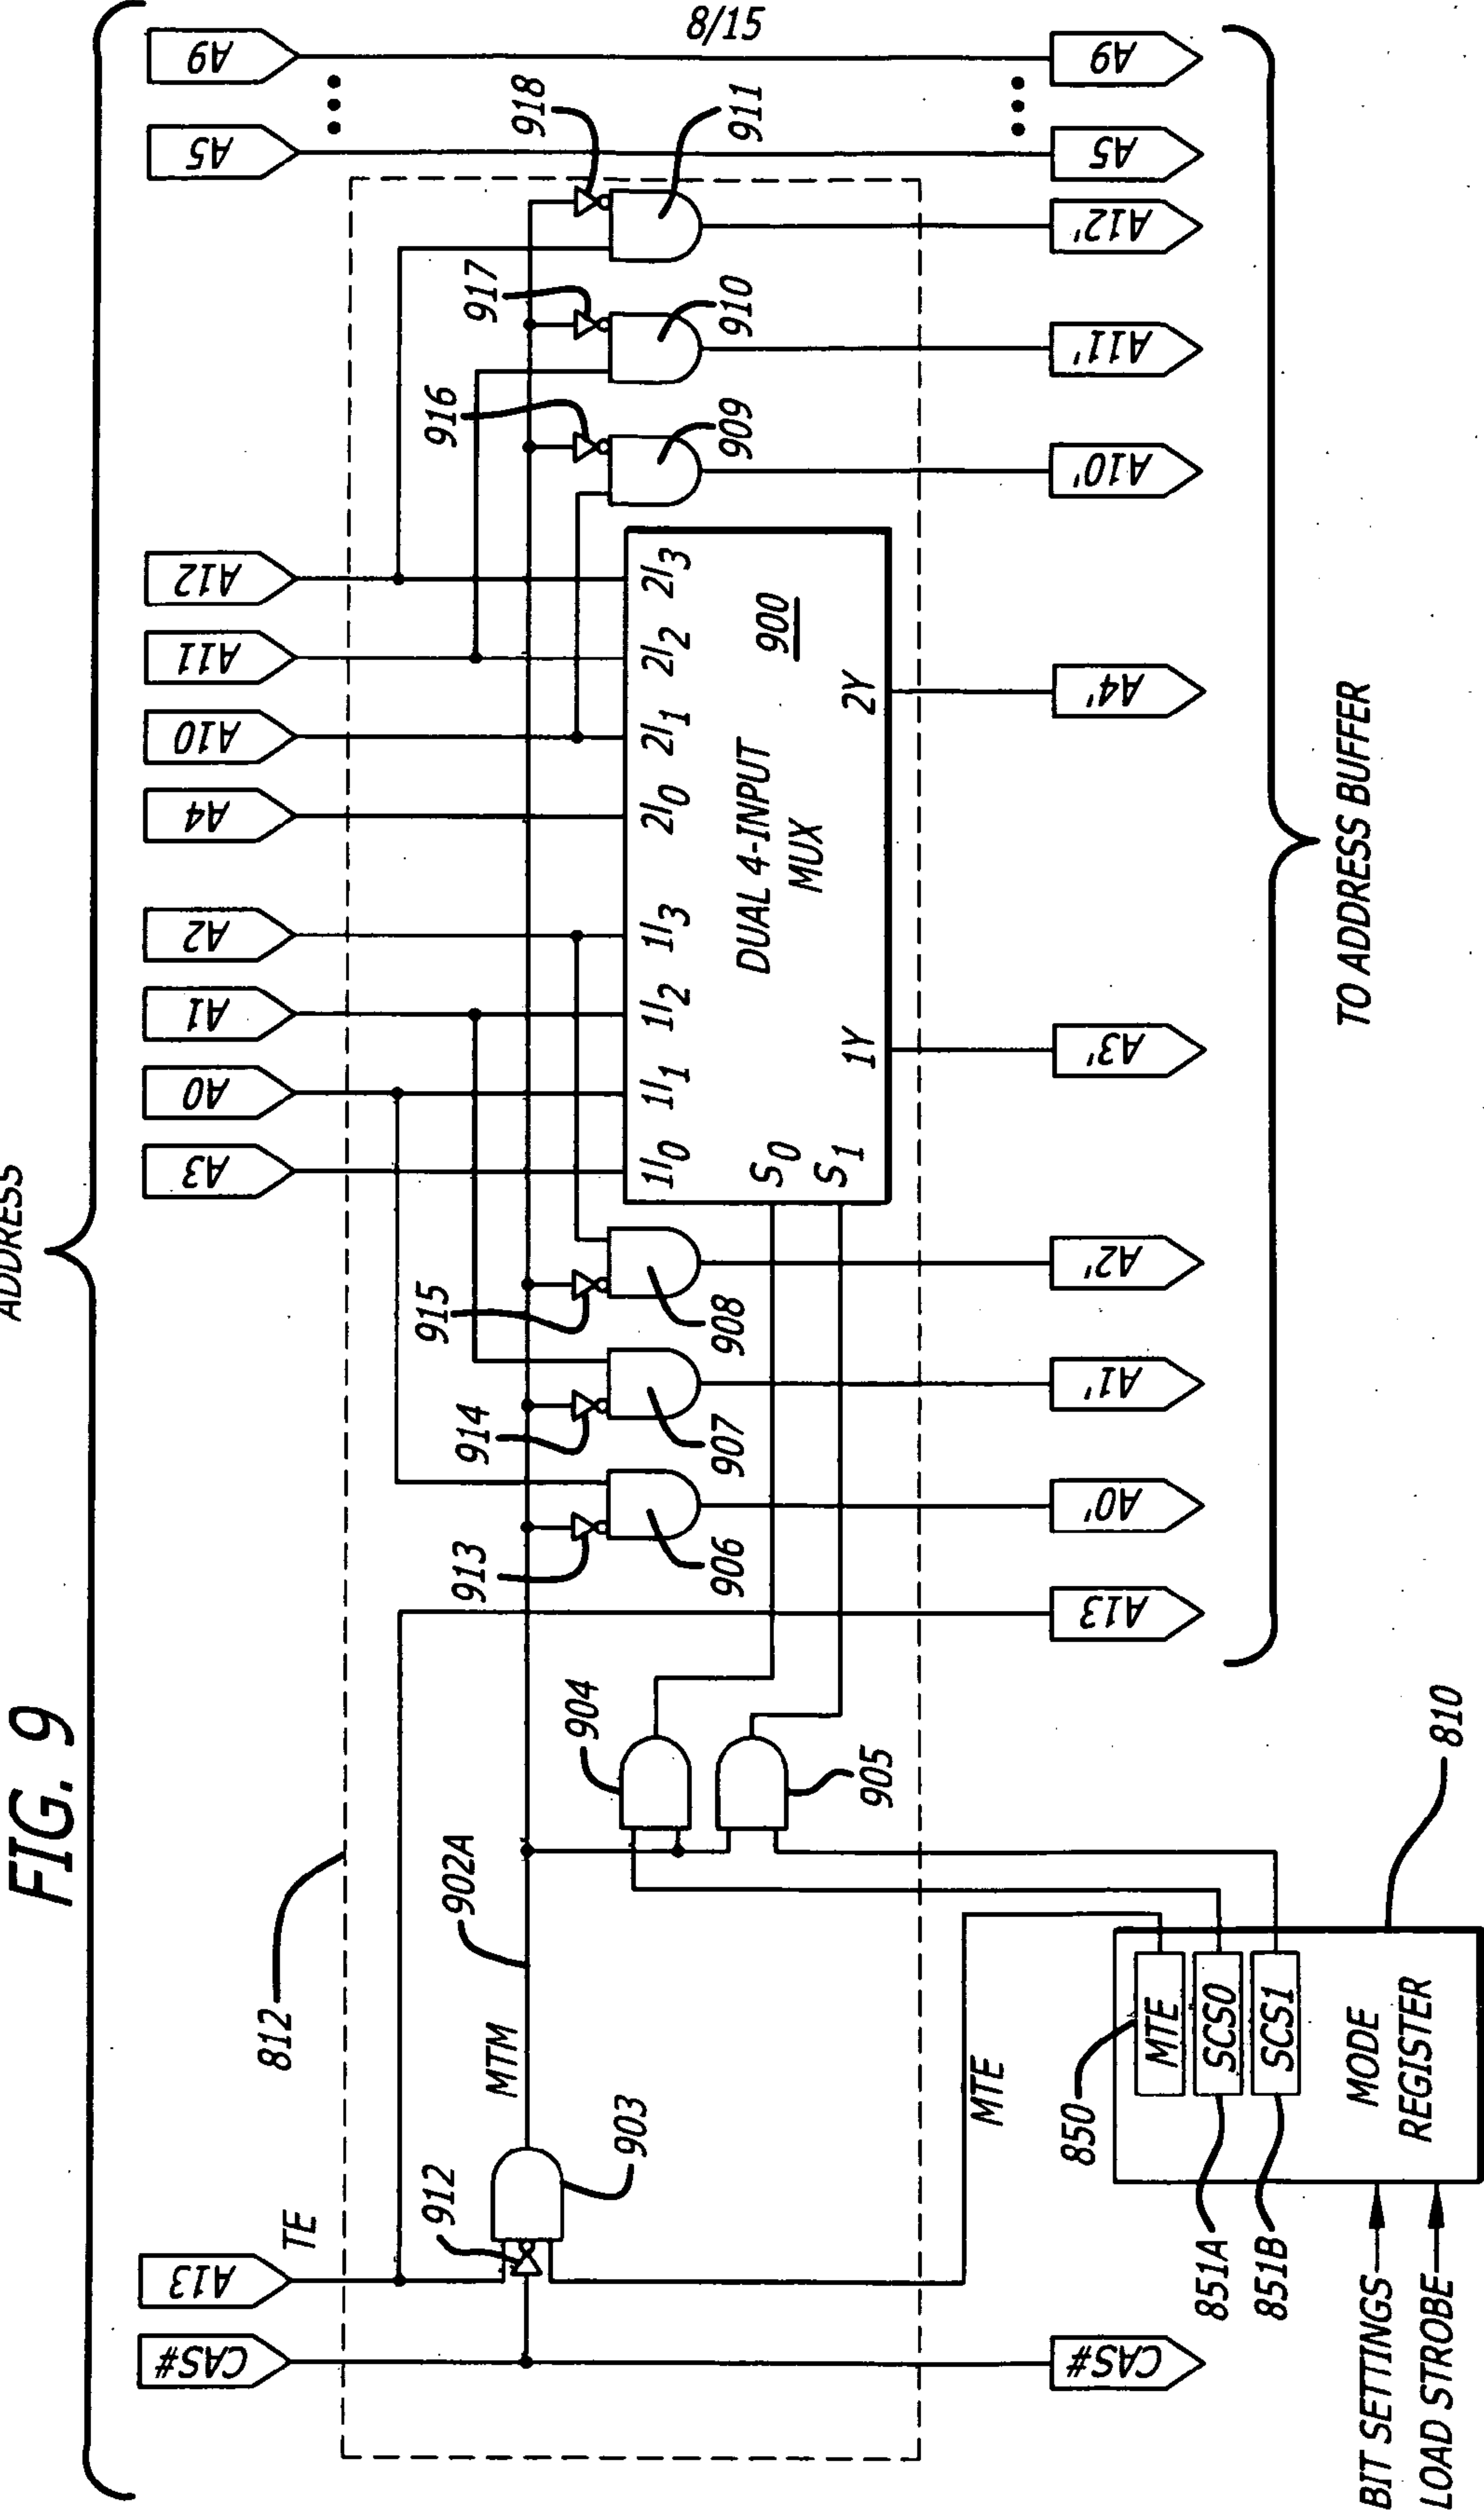 8/15
FIG. 9
ADDRESS
CAS#
A13
A3
A0
A1
A2
A4
A10
A11
A12
A5
A9
TE
812
912
903
MTM
902A
904
905
913
914
915
916
917
918
906
907
908
909
910
911
1I0
1I1
1I2
1I3
2I0
2I1
2I2
2I3
S0
S1
DUAL 4-INPUT
MUX
900
1Y
2Y
MTE
850
MTE
SCS0
SCS1
MODE
REGISTER
810
851A
851B
BIT SETTINGS
LOAD STROBE
CAS#
A13
A0'
A1'
A2'
A3'
A4'
A10'
A11'
A12'
A5
A9
TO ADDRESS BUFFER